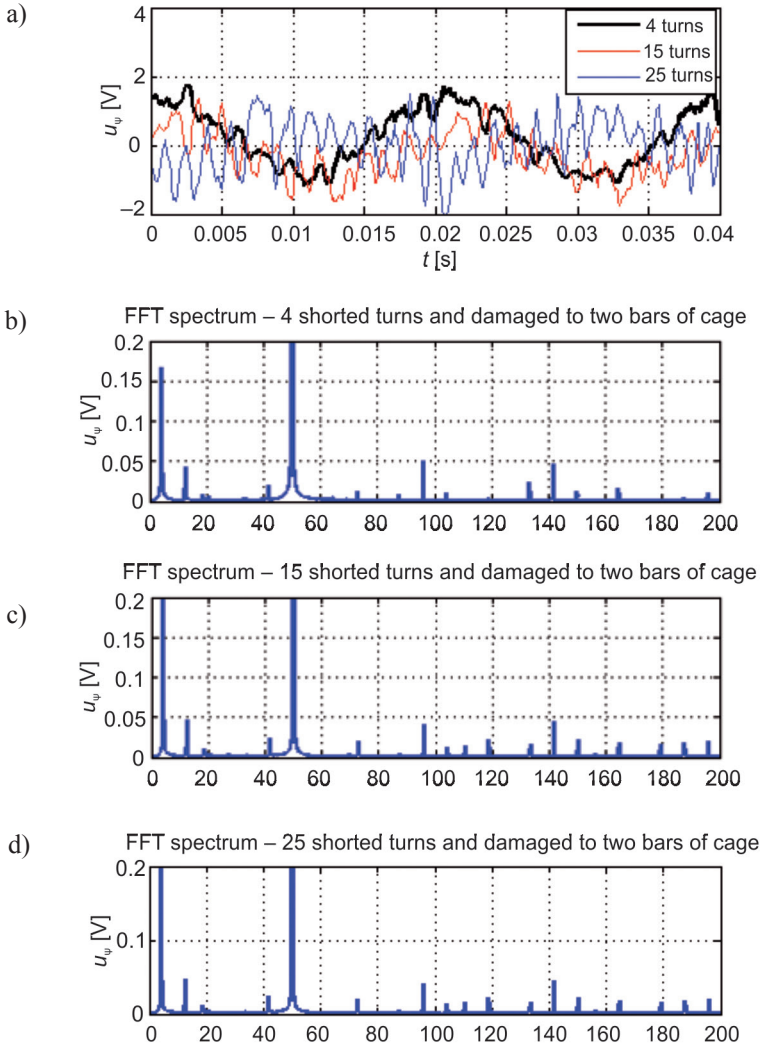 a)
4
2
0
–2
u_ψ [V]
4 turns
15 turns
25 turns
0 0.005 0.01 0.015 0.02 0.025 0.03 0.035 0.04
t [s]
b)
FFT spectrum – 4 shorted turns and damaged to two bars of cage
0.2
0.15
0.1
0.05
0
u_ψ [V]
0 20 40 60 80 100 120 140 160 180 200
c)
FFT spectrum – 15 shorted turns and damaged to two bars of cage
0.2
0.15
0.1
0.05
0
u_ψ [V]
0 20 40 60 80 100 120 140 160 180 200
d)
FFT spectrum – 25 shorted turns and damaged to two bars of cage
0.2
0.1
0
u_ψ [V]
0 20 40 60 80 100 120 140 160 180 200